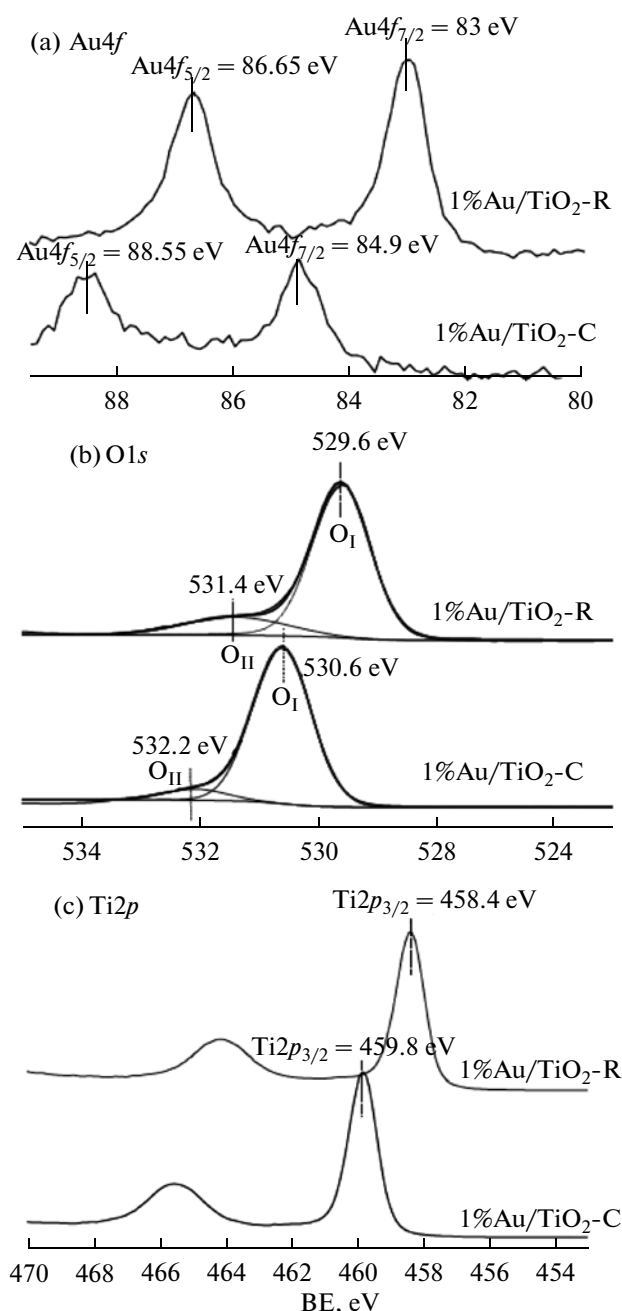 (a) Au4f
Au4f7/2 = 83 eV
Au4f5/2 = 86.65 eV
1%Au/TiO2-R
Au4f5/2 = 88.55 eV
Au4f7/2 = 84.9 eV
1%Au/TiO2-C
88 86 84 82 80
(b) O1s
529.6 eV
OI
531.4 eV
1%Au/TiO2-R
OII
530.6 eV
OI
532.2 eV
OII
1%Au/TiO2-C
534 532 530 528 526 524
(c) Ti2p
Ti2p3/2 = 458.4 eV
Ti2p3/2 = 459.8 eV
1%Au/TiO2-R
1%Au/TiO2-C
470 468 466 464 462 460 458 456 454
BE, eV